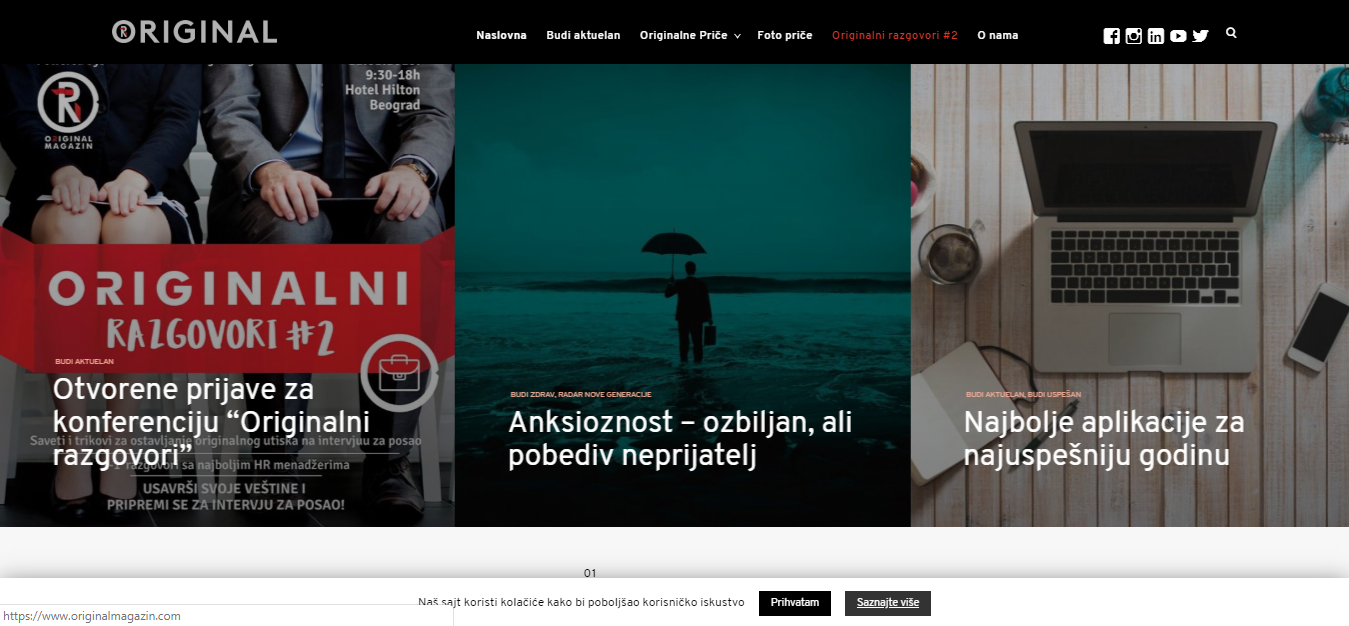 ORIGINAL
Naslovna Budi aktuelan Originalne Priče Foto priče Originalni razgovori #2 O nama
9:30-18h
Hotel Hilton
Beograd
R
ORIGINAL
MAGAZIN
ORIGINALNI
RAZGOVORI #2
BUDI AKTUELAN
Otvorene prijave za
konferenciju “Originalni
razgovori”
Saveti i trikovi za ostavljanje originalnog utiska na intervjuu za posao
razgovori sa najboljim HR menadžerima
USAVRŠI SVOJE VEŠTINE I
PRIPREMI SE ZA INTERVJU ZA POSAO!
BUDI ZDRAV, RADAR NOVE GENERACIJE
Anksioznost – ozbiljan, ali
pobediv neprijatelj
BUDI AKTUELAN, BUDI USPEŠAN
Najbolje aplikacije za
najuspešniju godinu
01
Naš sajt koristi kolačiće kako bi poboljšao korisničko iskustvo Prihvatam Saznajte više
https://www.originalmagazin.com